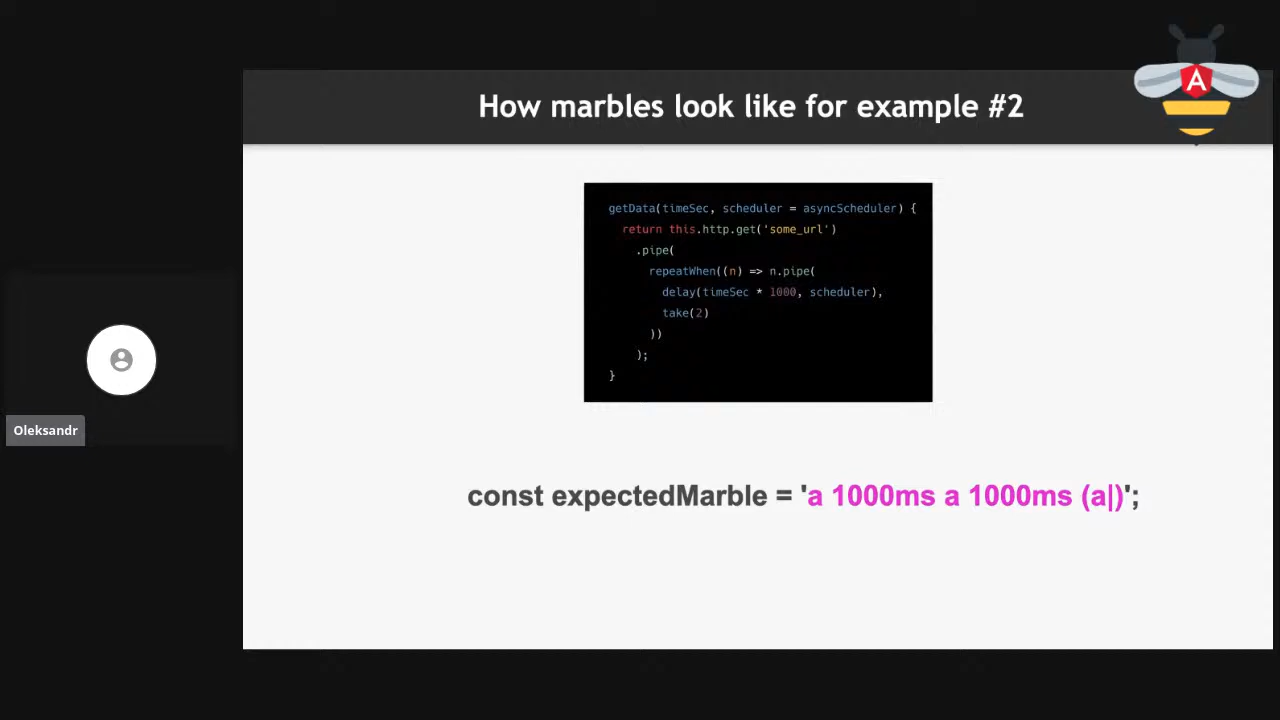 How marbles look like for example #2
A
getData(timeSec, scheduler = asyncScheduler) {
return this.http.get('some_url')
.pipe(
repeatWhen((n) => n.pipe(
delay(timeSec * 1000, scheduler),
take(2)
))
);
}
Oleksandr
const expectedMarble = 'a 1000ms a 1000ms (a|)';